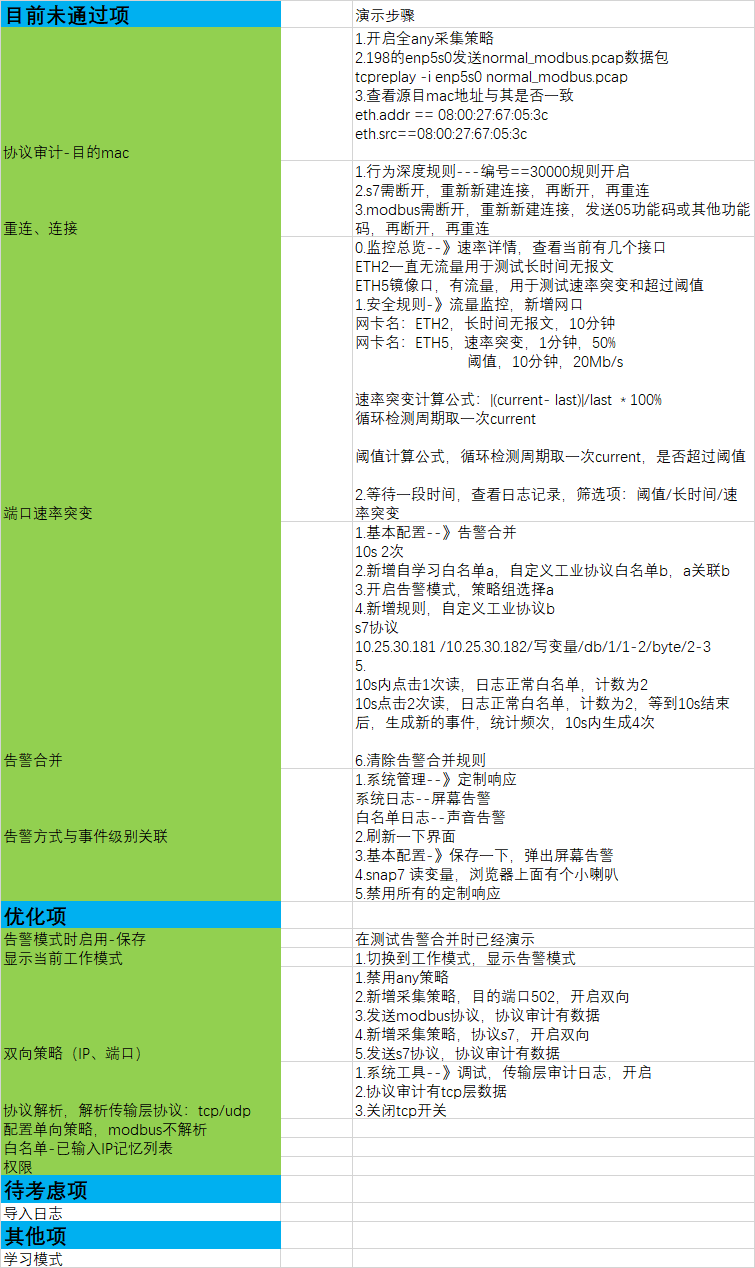 目前未通过项
演示步骤
1.开启全any采集策略
2.198的enp5s0发送normal_modbus.pcap数据包
tcpreplay -i enp5s0 normal_modbus.pcap
3.查看源目mac地址与其是否一致
eth.addr == 08:00:27:67:05:3c
eth.src==08:00:27:67:05:3c
协议审计-目的mac
1.行为深度规则---编号==30000规则开启
2.s7需断开，重新新建连接，再断开，再重连
3.modbus需断开，重新新建连接，发送05功能码或其他功能
码，再断开，再重连
重连、连接
0.监控总览--》速率详情，查看当前有几个接口
ETH2一直无流量用于测试长时间无报文
ETH5镜像口，有流量，用于测试速率突变和超过阈值
1.安全规则-》流量监控，新增网口
网卡名：ETH2，长时间无报文，10分钟
网卡名：ETH5，速率突变，1分钟，50%
阈值，10分钟，20Mb/s
速率突变计算公式：|(current- last)|/last * 100%
循环检测周期取一次current
阈值计算公式，循环检测周期取一次current，是否超过阈值
2.等待一段时间，查看日志记录，筛选项：阈值/长时间/速
率突变
端口速率突变
1.基本配置--》告警合并
10s 2次
2.新增自学习白名单a，自定义工业协议白名单b，a关联b
3.开启告警模式，策略组选择a
4.新增规则，自定义工业协议b
s7协议
10.25.30.181 /10.25.30.182/写变量/db/1/1-2/byte/2-3
5.
10s内点击1次读，日志正常白名单，计数为2
10s点击2次读，日志正常白名单，计数为2，等到10s结束
后，生成新的事件，统计频次，10s内生成4次
6.清除告警合并规则
告警合并
1.系统管理--》定制响应
系统日志--屏幕告警
白名单日志--声音告警
2.刷新一下界面
3.基本配置-》保存一下，弹出屏幕告警
4.snap7 读变量，浏览器上面有个小喇叭
5.禁用所有的定制响应
告警方式与事件级别关联
优化项
告警模式时启用-保存
在测试告警合并时已经演示
显示当前工作模式
1.切换到工作模式，显示告警模式
1.禁用any策略
2.新增采集策略，目的端口502，开启双向
3.发送modbus协议，协议审计有数据
4.新增采集策略，协议s7，开启双向
5.发送s7协议，协议审计有数据
双向策略（IP、端口）
1.系统工具--》调试，传输层审计日志，开启
2.协议审计有tcp层数据
3.关闭tcp开关
协议解析，解析传输层协议：tcp/udp
配置单向策略，modbus不解析
白名单-已输入IP记忆列表
权限
待考虑项
导入日志
其他项
学习模式